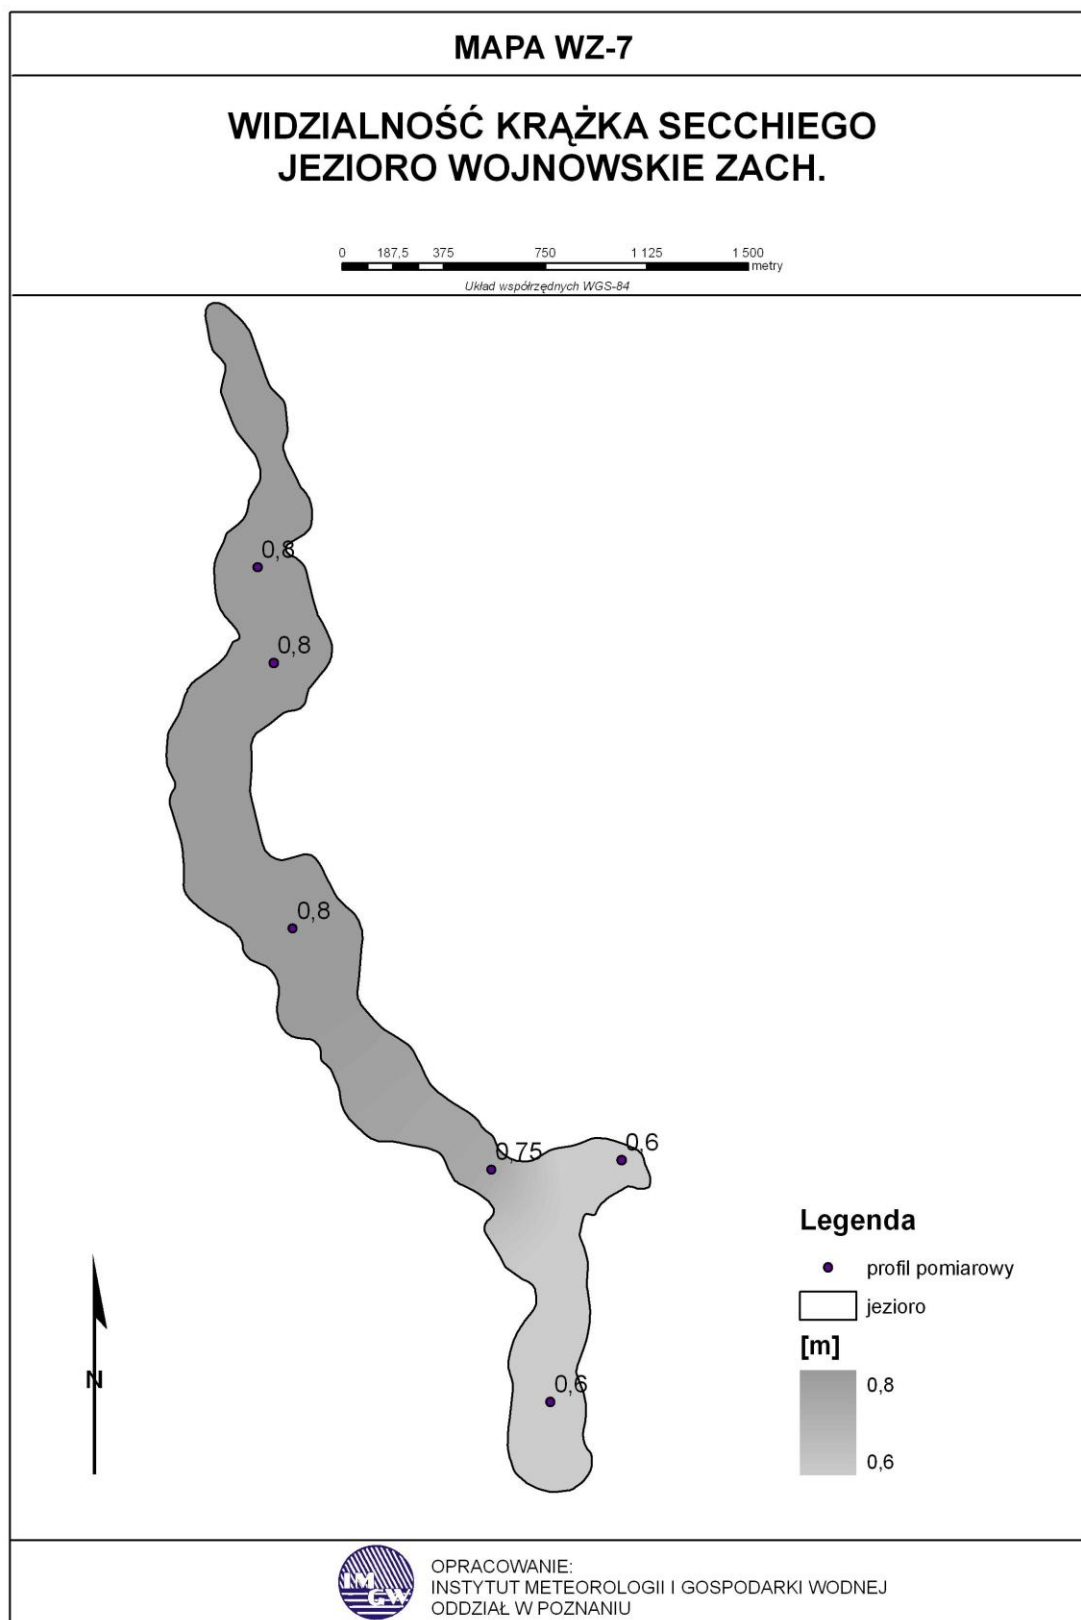 MAPA WZ-7
WIDZIALNOŚĆ KRĄŻKA SECCHIEGO
JEZIORO WOJNOWSKIE ZACH.
0 187,5 375 750 1 125 1 500
metry
Układ współrzędnych WGS-84
0,8
0,8
0,8
0,75
0,6
0,6
N
Legenda
profil pomiarowy
jezioro
[m]
0,8
0,6
IM
GW
OPRACOWANIE:
INSTYTUT METEOROLOGII I GOSPODARKI WODNEJ
ODDZIAŁ W POZNANIU